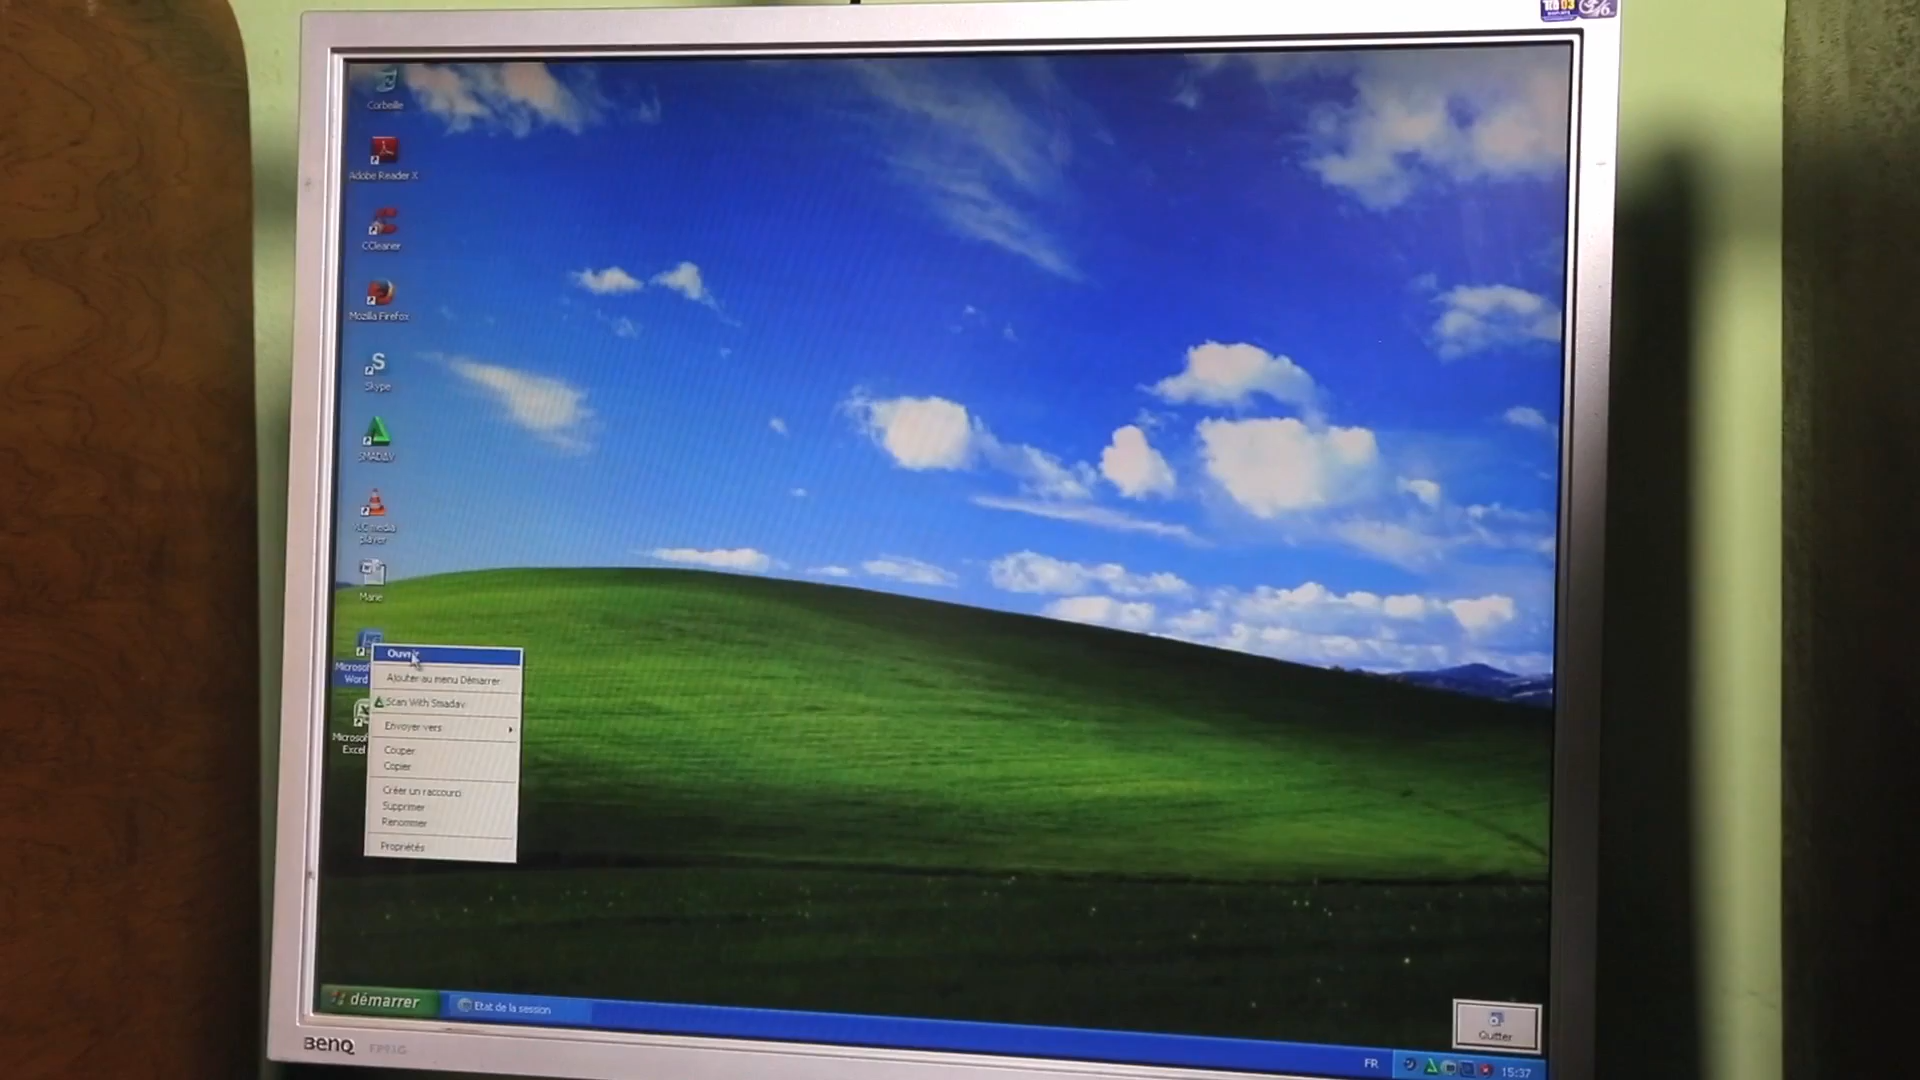 Corbeille
Adobe Reader X
CCleaner
Mozilla Firefox
Skype
SMADAV
VLC media
player
Marie
Microsof
Word
Microsof
Excel
Ouvrir
Ajouter au menu Démarrer
Scan With Smadav
Envoyer vers
Couper
Copier
Créer un raccourci
Supprimer
Renommer
Propriétés
démarrer
Etat de la session
Quitter
FR
15:37
BenQ
FP91G